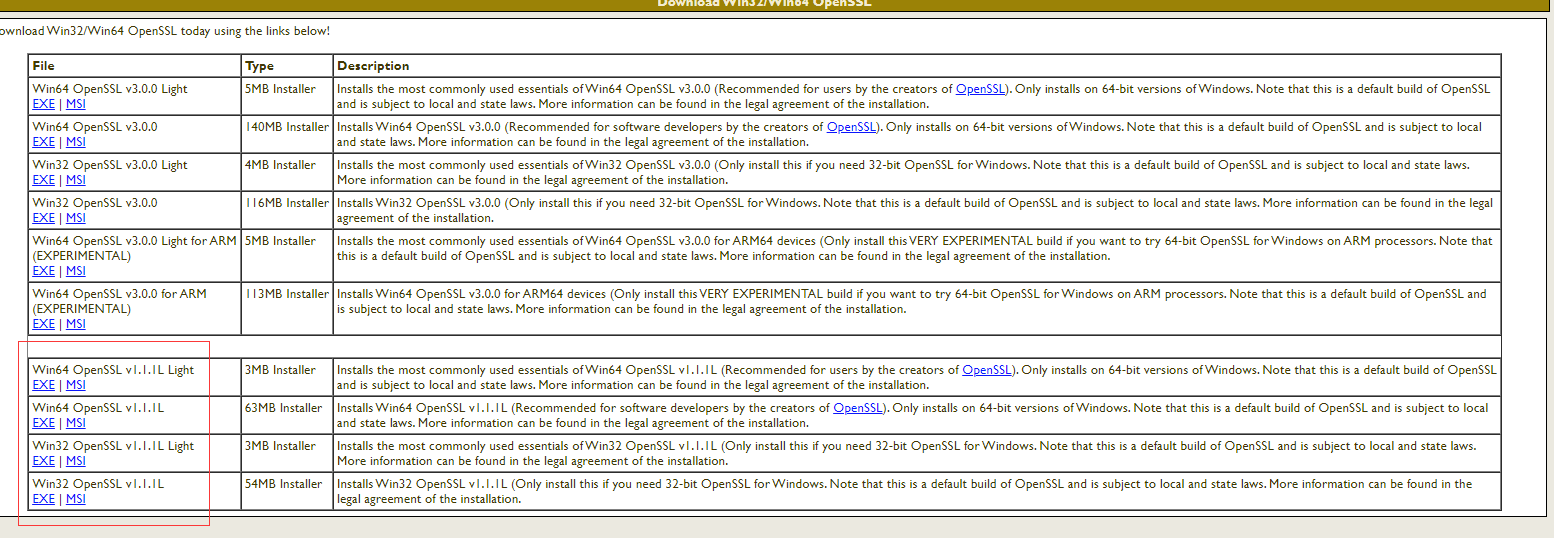 Download Win32/Win64 OpenSSL
ownload Win32/Win64 OpenSSL today using the links below!
File Type Description
Win64 OpenSSL v3.0.0 Light
EXE | MSI
5MB Installer
Installs the most commonly used essentials of Win64 OpenSSL v3.0.0 (Recommended for users by the creators of OpenSSL). Only installs on 64-bit versions of Windows. Note that this is a default build of OpenSSL
and is subject to local and state laws. More information can be found in the legal agreement of the installation.
Win64 OpenSSL v3.0.0
EXE | MSI
140MB Installer
Installs Win64 OpenSSL v3.0.0 (Recommended for software developers by the creators of OpenSSL). Only installs on 64-bit versions of Windows. Note that this is a default build of OpenSSL and is subject to local
and state laws. More information can be found in the legal agreement of the installation.
Win32 OpenSSL v3.0.0 Light
EXE | MSI
4MB Installer
Installs the most commonly used essentials of Win32 OpenSSL v3.0.0 (Only install this if you need 32-bit OpenSSL for Windows. Note that this is a default build of OpenSSL and is subject to local and state laws.
More information can be found in the legal agreement of the installation.
Win32 OpenSSL v3.0.0
EXE | MSI
116MB Installer
Installs Win32 OpenSSL v3.0.0 (Only install this if you need 32-bit OpenSSL for Windows. Note that this is a default build of OpenSSL and is subject to local and state laws. More information can be found in the legal
agreement of the installation.
Win64 OpenSSL v3.0.0 Light for ARM
(EXPERIMENTAL)
EXE | MSI
5MB Installer
Installs the most commonly used essentials of Win64 OpenSSL v3.0.0 for ARM64 devices (Only install this VERY EXPERIMENTAL build if you want to try 64-bit OpenSSL for Windows on ARM processors. Note that
this is a default build of OpenSSL and is subject to local and state laws. More information can be found in the legal agreement of the installation.
Win64 OpenSSL v3.0.0 for ARM
(EXPERIMENTAL)
EXE | MSI
113MB Installer
Installs Win64 OpenSSL v3.0.0 for ARM64 devices (Only install this VERY EXPERIMENTAL build if you want to try 64-bit OpenSSL for Windows on ARM processors. Note that this is a default build of OpenSSL and
is subject to local and state laws. More information can be found in the legal agreement of the installation.
Win64 OpenSSL v1.1.1L Light
EXE | MSI
3MB Installer
Installs the most commonly used essentials of Win64 OpenSSL v1.1.1L (Recommended for users by the creators of OpenSSL). Only installs on 64-bit versions of Windows. Note that this is a default build of OpenSSL
and is subject to local and state laws. More information can be found in the legal agreement of the installation.
Win64 OpenSSL v1.1.1L
EXE | MSI
63MB Installer
Installs Win64 OpenSSL v1.1.1L (Recommended for software developers by the creators of OpenSSL). Only installs on 64-bit versions of Windows. Note that this is a default build of OpenSSL and is subject to local
and state laws. More information can be found in the legal agreement of the installation.
Win32 OpenSSL v1.1.1L Light
EXE | MSI
3MB Installer
Installs the most commonly used essentials of Win32 OpenSSL v1.1.1L (Only install this if you need 32-bit OpenSSL for Windows. Note that this is a default build of OpenSSL and is subject to local and state laws.
More information can be found in the legal agreement of the installation.
Win32 OpenSSL v1.1.1L
EXE | MSI
54MB Installer
Installs Win32 OpenSSL v1.1.1L (Only install this if you need 32-bit OpenSSL for Windows. Note that this is a default build of OpenSSL and is subject to local and state laws. More information can be found in the
legal agreement of the installation.